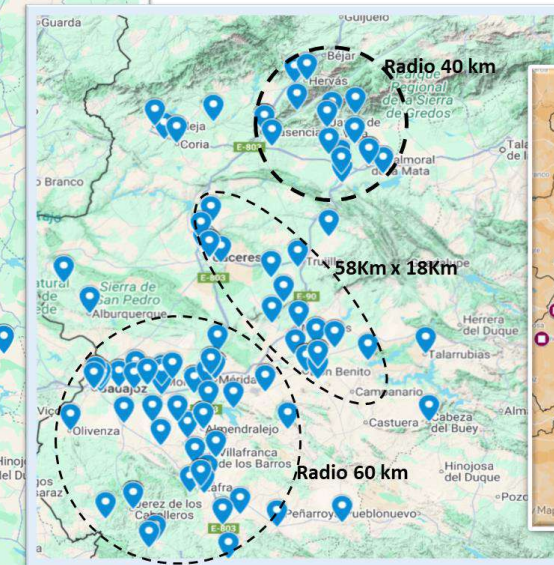 Guarda
Guijuelo
Béjar
Radio 40 km
Hervás
Parque
Regional
de la Sierra
de Gredos
Coria
E-803
Navalmoral
de la Mata
Branco
Cáceres
Trujillo
Guadalupe
58Km x 18Km
E-803
Sierra de
San Pedro
E-90
Alburquerque
Herrera
del Duque
Talarrubias
Badajoz
Mérida
Don Benito
Campanario
Olivenza
Almendralejo
Castuera
Cabeza
del Buey
Villafranca
de los Barros
Radio 60 km
Zafra
Hinojosa
del Duque
Jerez de los
Caballeros
E-803
Peñarroya-Pueblonuevo